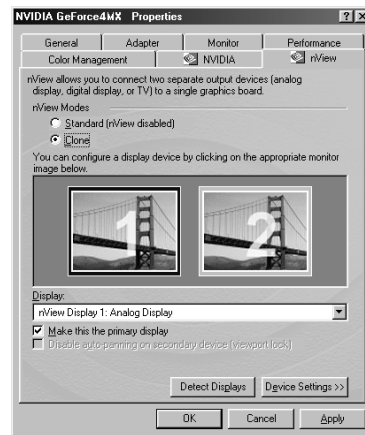 NVIDIA GeForce4MX Properties
General Adapter Monitor Performance
Color Management NVIDIA nView
nView allows you to connect two separate output devices (analog
display, digital display, or TV) to a single graphics board.
nView Modes
Standard (nView disabled)
Clone
You can configure a display device by clicking on the appropriate monitor
image below.
1 2
Display:
nView Display 1: Analog Display
Make this the primary display
Disable auto-panning on secondary device (viewport lock)
Detect Displays Device Settings >>
OK Cancel Apply